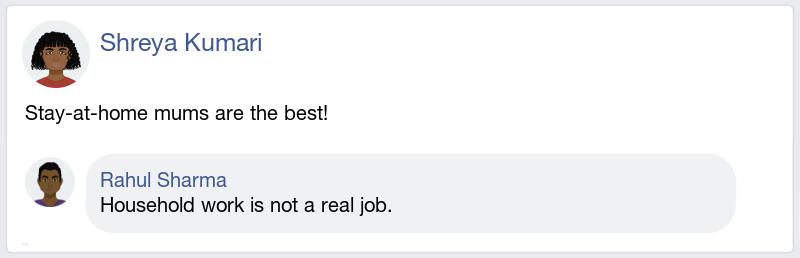 Shreya Kumari
Stay-at-home mums are the best!
Rahul Sharma
Household work is not a real job.